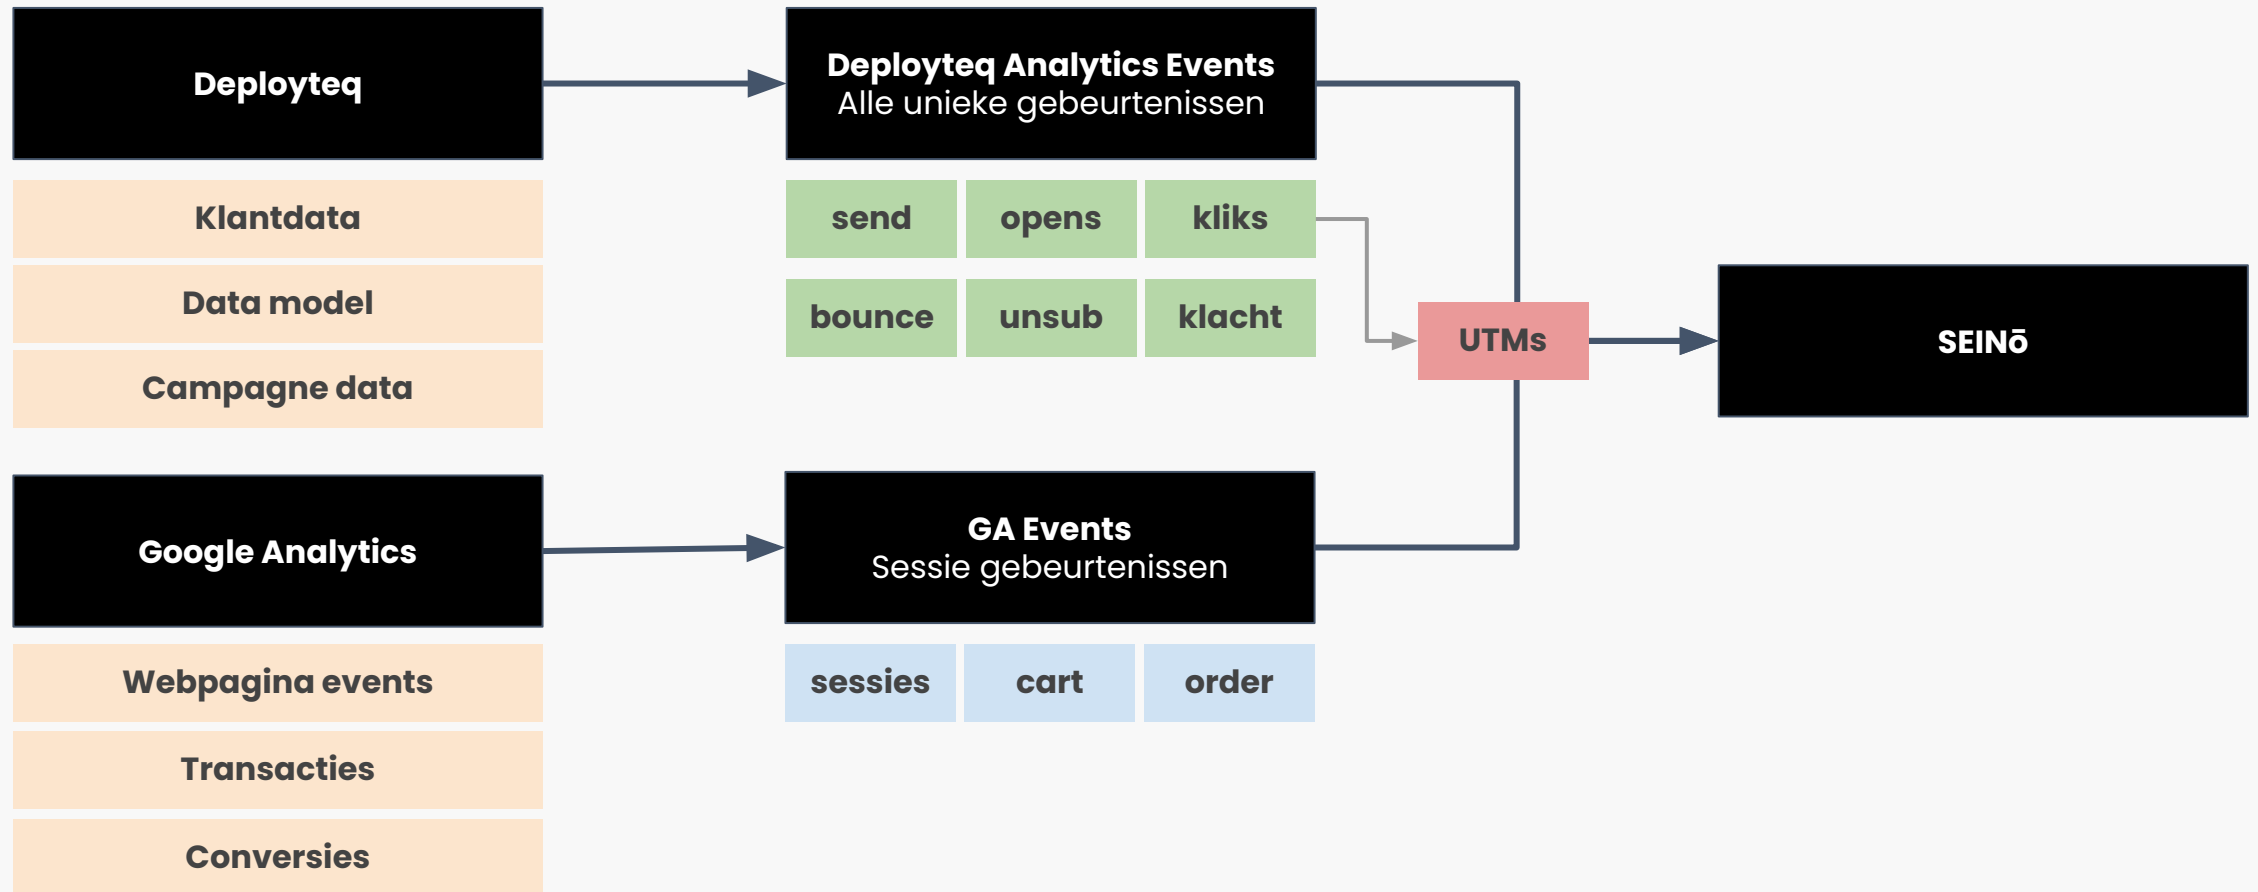 Deployteq
Deployteq Analytics Events
Alle unieke gebeurtenissen
Klantdata
Data model
Campagne data
send
opens
kliks
bounce
unsub
klacht
UTMs
SEINō
Google Analytics
GA Events
Sessie gebeurtenissen
Webpagina events
Transacties
Conversies
sessies
cart
order